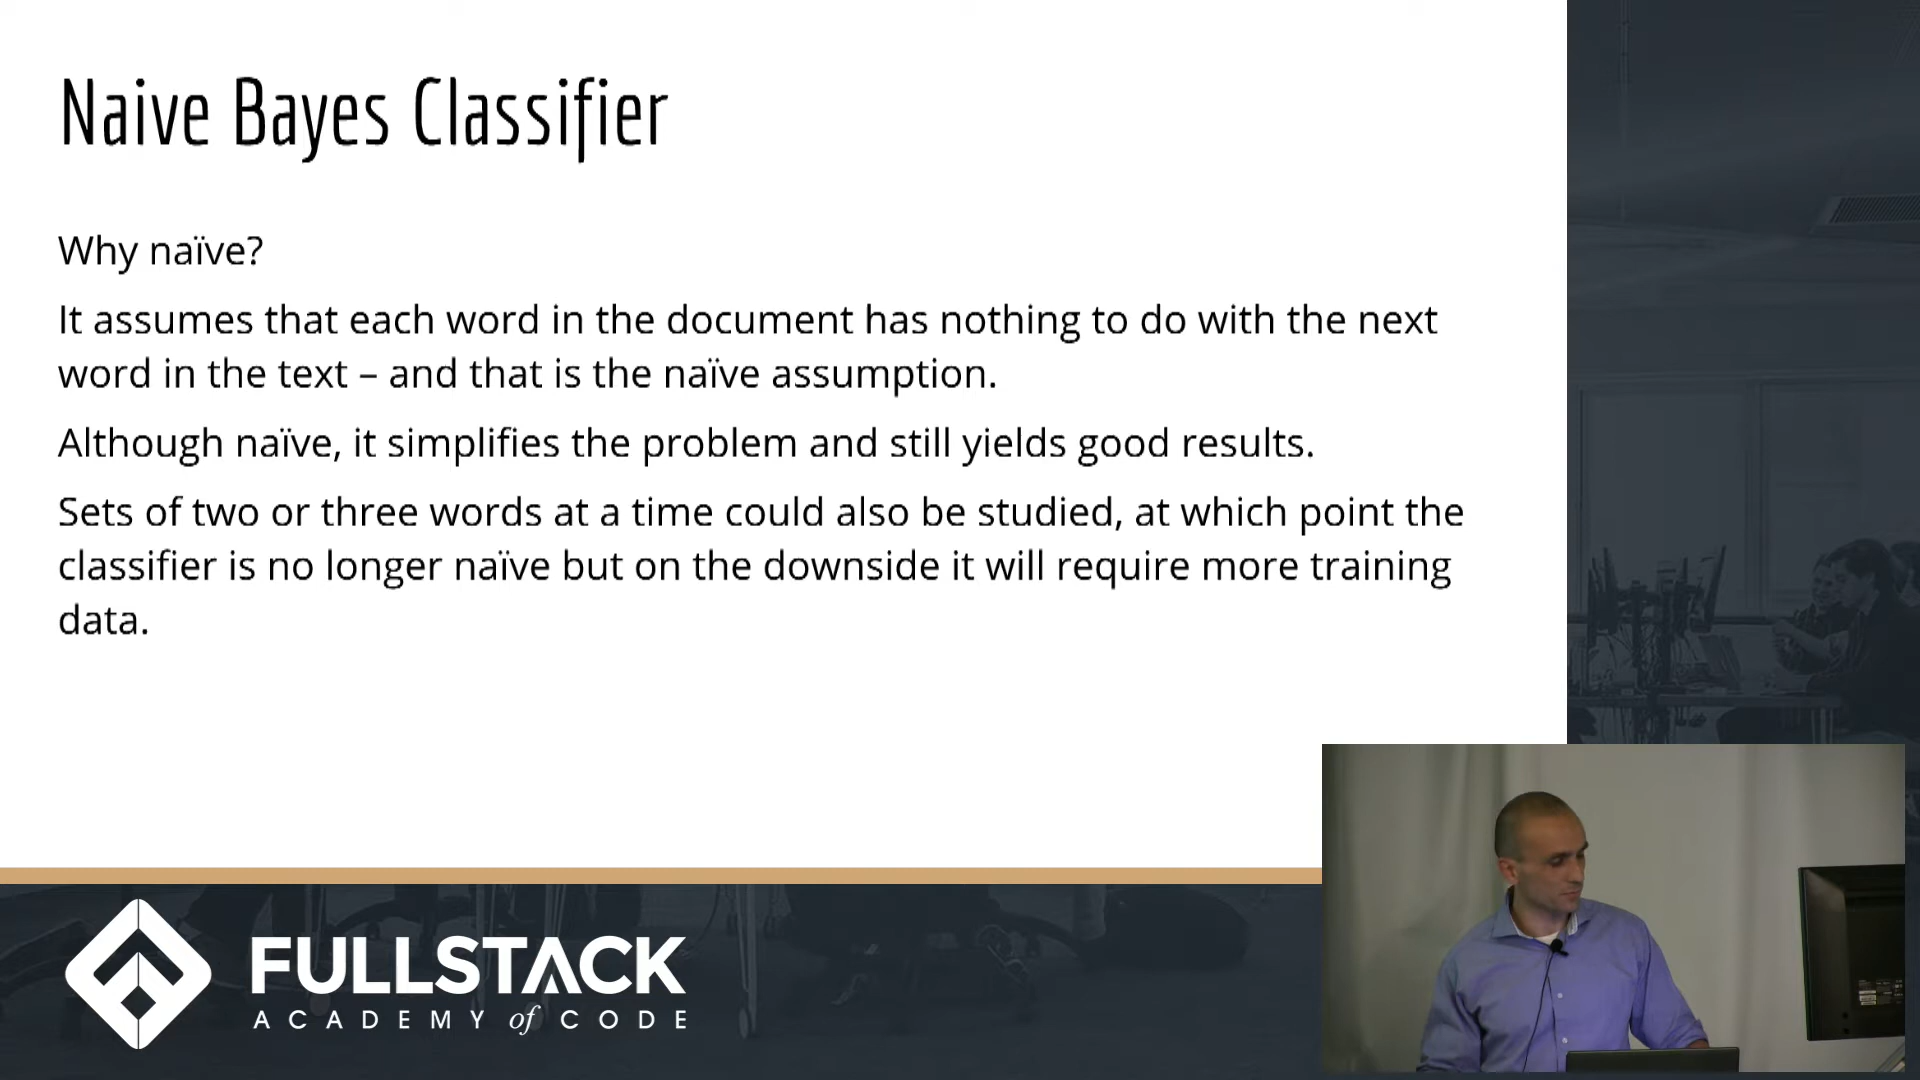 Naive Bayes Classifier
Why naïve?
It assumes that each word in the document has nothing to do with the next
word in the text – and that is the naïve assumption.
Although naïve, it simplifies the problem and still yields good results.
Sets of two or three words at a time could also be studied, at which point the
classifier is no longer naïve but on the downside it will require more training
data.
FULLSTACK
ACADEMY of CODE